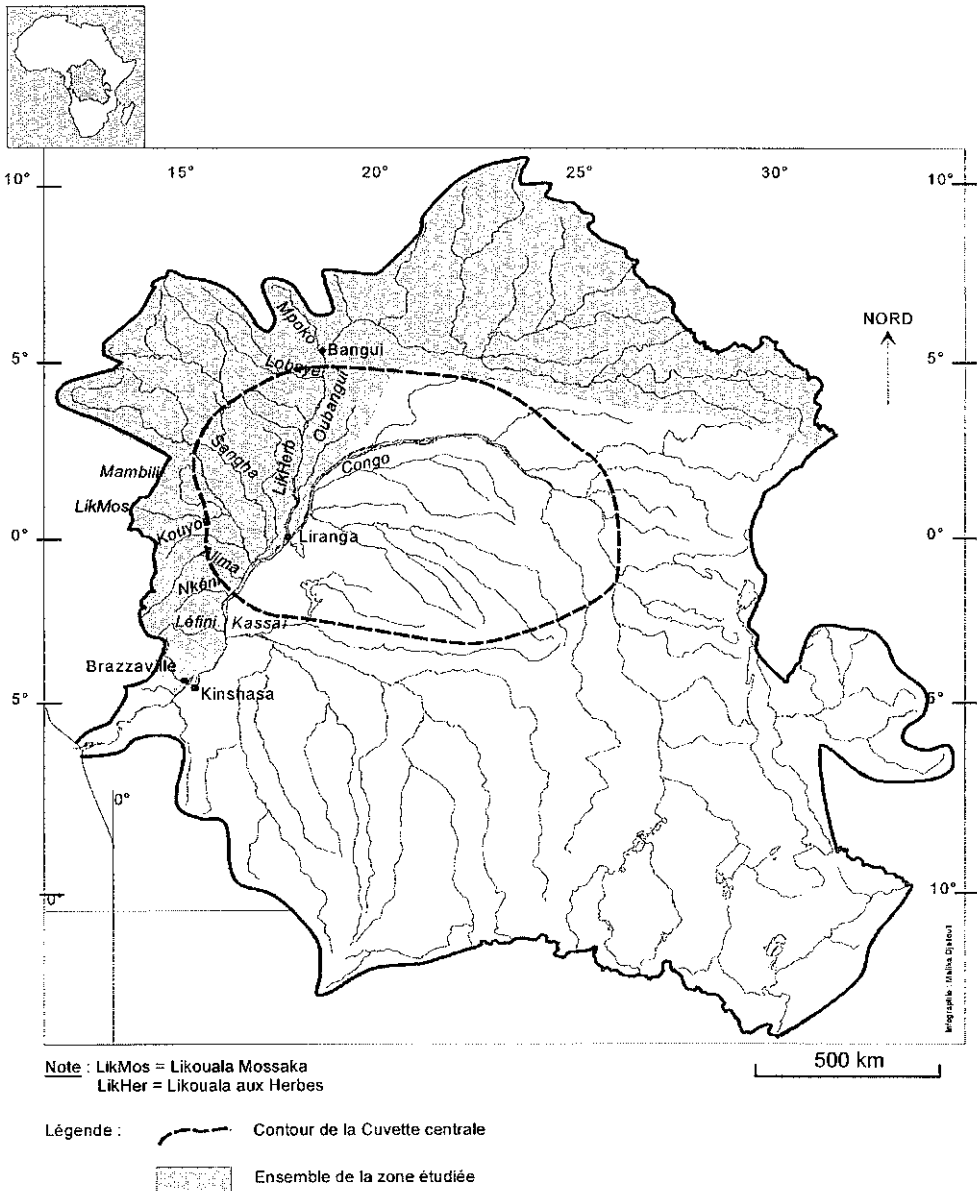 15° 20° 25° 30°
10° 10°
NORD
Mpoko
Bangui
5° 5°
Lobaye
Oubangui
Sangha
LikHerb
Congo
Mambili
LikMos
Kouyo
0° 0°
Liranga
Alima
Nkéni
Léfini
Kassaï
Brazzaville
Kinshasa
5° 5°
0°
10°
0°
Infographie : Malika Djaouti
Note : LikMos = Likouala Mossaka
LikHer = Likouala aux Herbes
500 km
Légende :
Contour de la Cuvette centrale
Ensemble de la zone étudiée